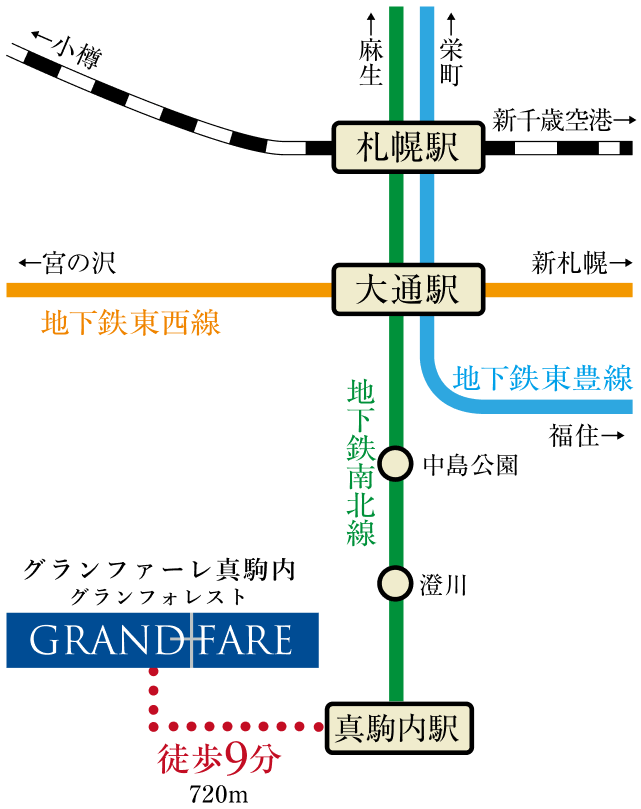 ←小樽
↑麻生
↑栄町
新千歳空港→
札幌駅
←宮の沢
新札幌→
大通駅
地下鉄東西線
地下鉄東豊線
福住→
地下鉄南北線
中島公園
澄川
グランファーレ真駒内
グランフォレスト
GRAND FARE
真駒内駅
徒歩9分
720m